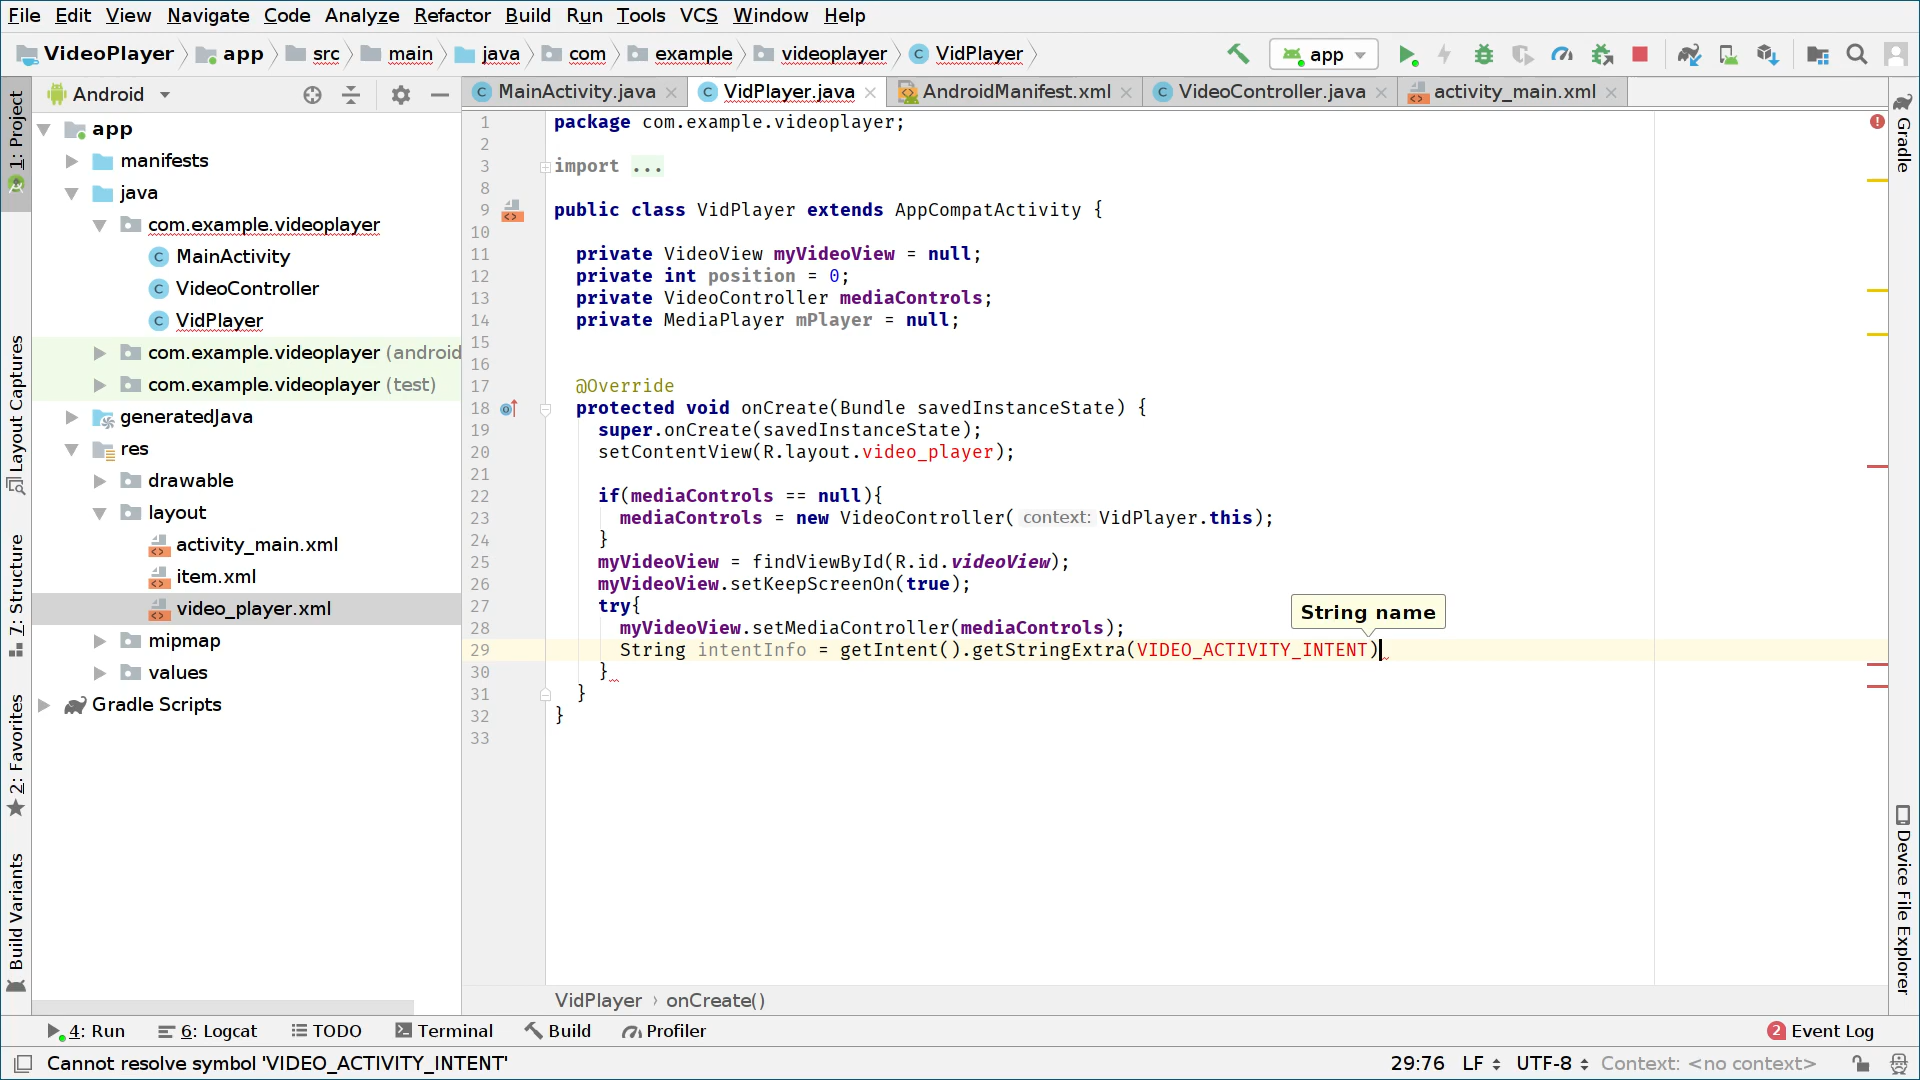 File Edit View Navigate Code Analyze Refactor Build Run Tools VCS Window Help
VideoPlayer app src main java com example videoplayer VidPlayer app
Android
MainActivity.java VidPlayer.java AndroidManifest.xml VideoController.java activity_main.xml
1: Project
Layout Captures
7: Structure
2: Favorites
Build Variants
app
manifests
java
com.example.videoplayer
MainActivity
VideoController
VidPlayer
com.example.videoplayer (android
com.example.videoplayer (test)
generatedJava
res
drawable
layout
activity_main.xml
item.xml
video_player.xml
mipmap
values
Gradle Scripts
1 package com.example.videoplayer;
2
3 import ...
8
9 public class VidPlayer extends AppCompatActivity {
10
11 private VideoView myVideoView = null;
12 private int position = 0;
13 private VideoController mediaControls;
14 private MediaPlayer mPlayer = null;
15
16
17 @Override
18 protected void onCreate(Bundle savedInstanceState) {
19 super.onCreate(savedInstanceState);
20 setContentView(R.layout.video_player);
21
22 if(mediaControls == null){
23 mediaControls = new VideoController( context: VidPlayer.this);
24 }
25 myVideoView = findViewById(R.id.videoView);
26 myVideoView.setKeepScreenOn(true);
27 try{
String name
28 myVideoView.setMediaController(mediaControls);
29 String intentInfo = getIntent().getStringExtra(VIDEO_ACTIVITY_INTENT)
30 }
31 }
32 }
33
Gradle
Device File Explorer
VidPlayer › onCreate()
4: Run 6: Logcat TODO Terminal Build Profiler 2 Event Log
Cannot resolve symbol 'VIDEO_ACTIVITY_INTENT' 29:76 LF UTF-8 Context: <no context>